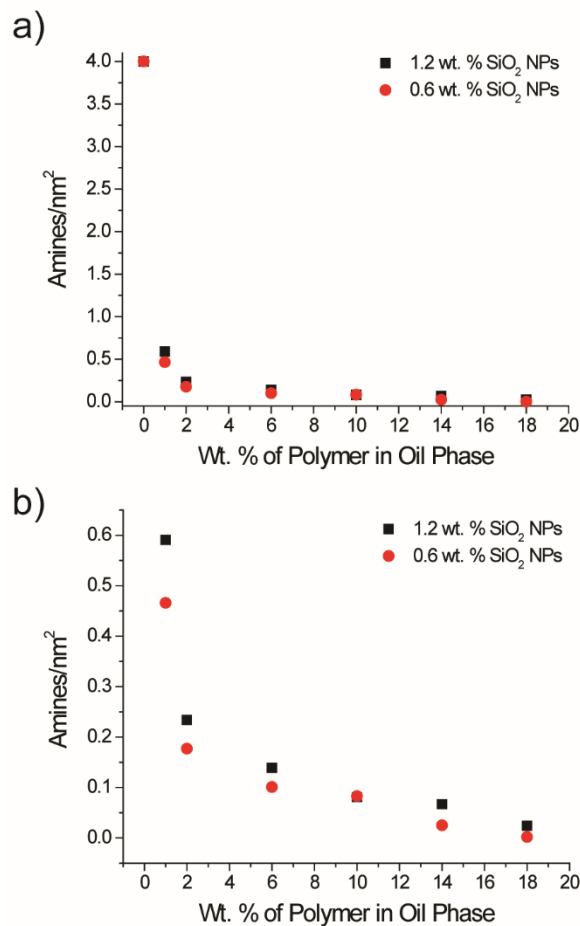 a)
1.2 wt. % SiO₂ NPs
0.6 wt. % SiO₂ NPs
4.0
3.5
3.0
2.5
2.0
1.5
1.0
0.5
0.0
Amines/nm²
0 2 4 6 8 10 12 14 16 18 20
Wt. % of Polymer in Oil Phase
b)
1.2 wt. % SiO₂ NPs
0.6 wt. % SiO₂ NPs
0.6
0.5
0.4
0.3
0.2
0.1
0.0
Amines/nm²
0 2 4 6 8 10 12 14 16 18 20
Wt. % of Polymer in Oil Phase